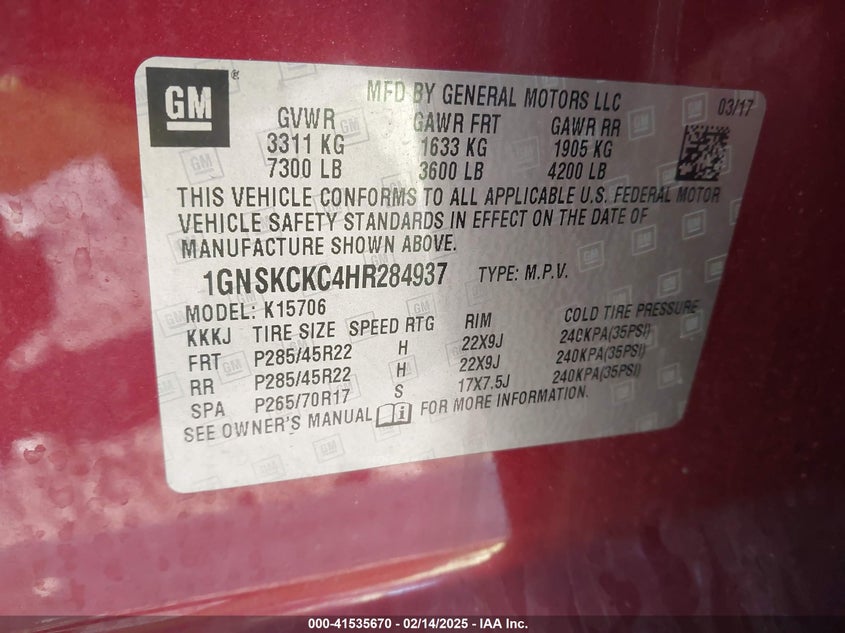 GM ®
MFD BY GENERAL MOTORS LLC 03/17
GVWR GAWR FRT GAWR RR
3311 KG 1633 KG 1905 KG
7300 LB 3600 LB 4200 LB
THIS VEHICLE CONFORMS TO ALL APPLICABLE U.S. FEDERAL MOTOR
VEHICLE SAFETY STANDARDS IN EFFECT ON THE DATE OF
MANUFACTURE SHOWN ABOVE.
1GNSKCKC4HR284937 TYPE: M.P.V.
MODEL: K15706
KKKJ TIRE SIZE SPEED RTG RIM COLD TIRE PRESSURE
FRT P285/45R22 H 22X9J 240KPA(35PSI)
RR P285/45R22 H 22X9J 240KPA(35PSI)
SPA P265/70R17 S 17X7.5J 240KPA(35PSI)
SEE OWNER'S MANUAL FOR MORE INFORMATION.
000-41535670 - 02/14/2025 - IAA Inc.